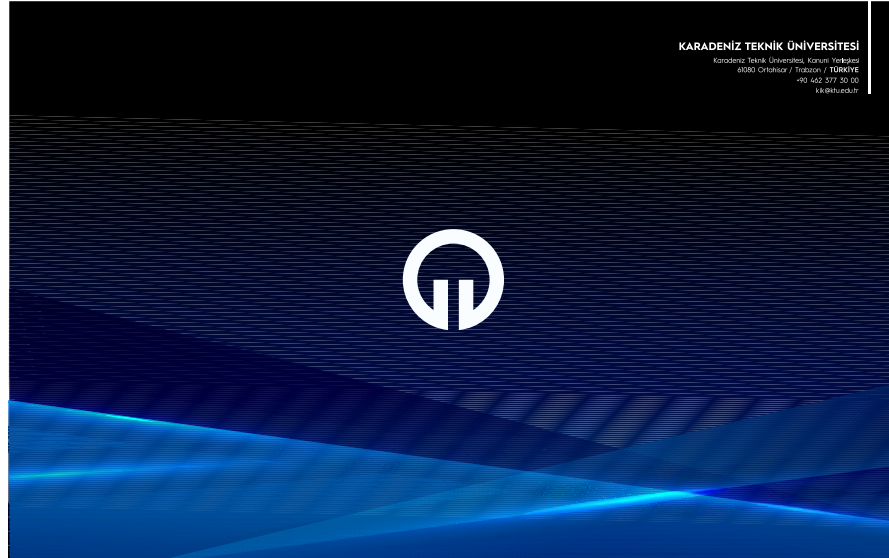 KARADENİZ TEKNİK ÜNİVERSİTESİ
Karadeniz Teknik Üniversitesi, Kanuni Yerleşkesi
61080 Ortahisar / Trabzon / TÜRKİYE
+90 462 377 30 00
kik@ktu.edu.tr